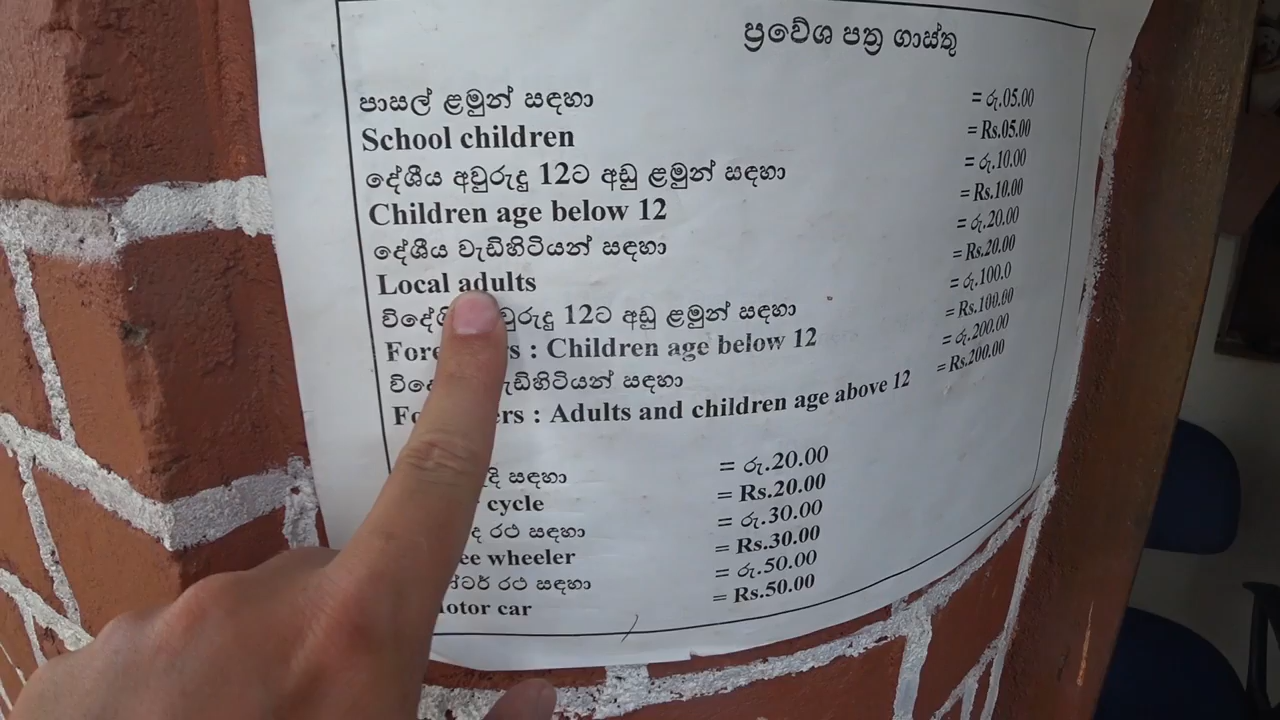 ප්‍රවේශ පත්‍ර ගාස්තු
පාසල් ළමුන් සඳහා = රු.05.00
School children = Rs.05.00
දේශීය අවුරුදු 12ට අඩු ළමුන් සඳහා = රු.10.00
Children age below 12 = Rs.10.00
දේශීය වැඩිහිටියන් සඳහා = රු.20.00
Local adults = Rs.20.00
12ට අඩු ළමුන් සඳහා = රු.100.0
: Children age below 12 = Rs.100.00
සඳහා = රු.200.00
: Adults and children age above 12 = Rs.200.00
සඳහා = රු.20.00
cycle = Rs.20.00
රථ සඳහා = රු.30.00
wheeler = Rs.30.00
රථ සඳහා = රු.50.00
car = Rs.50.00